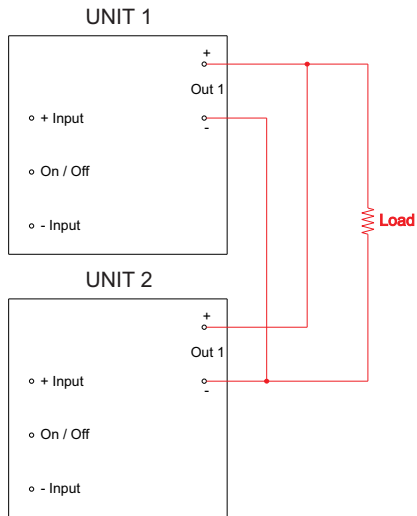 UNIT 1
+
Out 1
+ Input
-
On / Off
- Input
Load
UNIT 2
+
Out 1
+ Input
-
On / Off
- Input